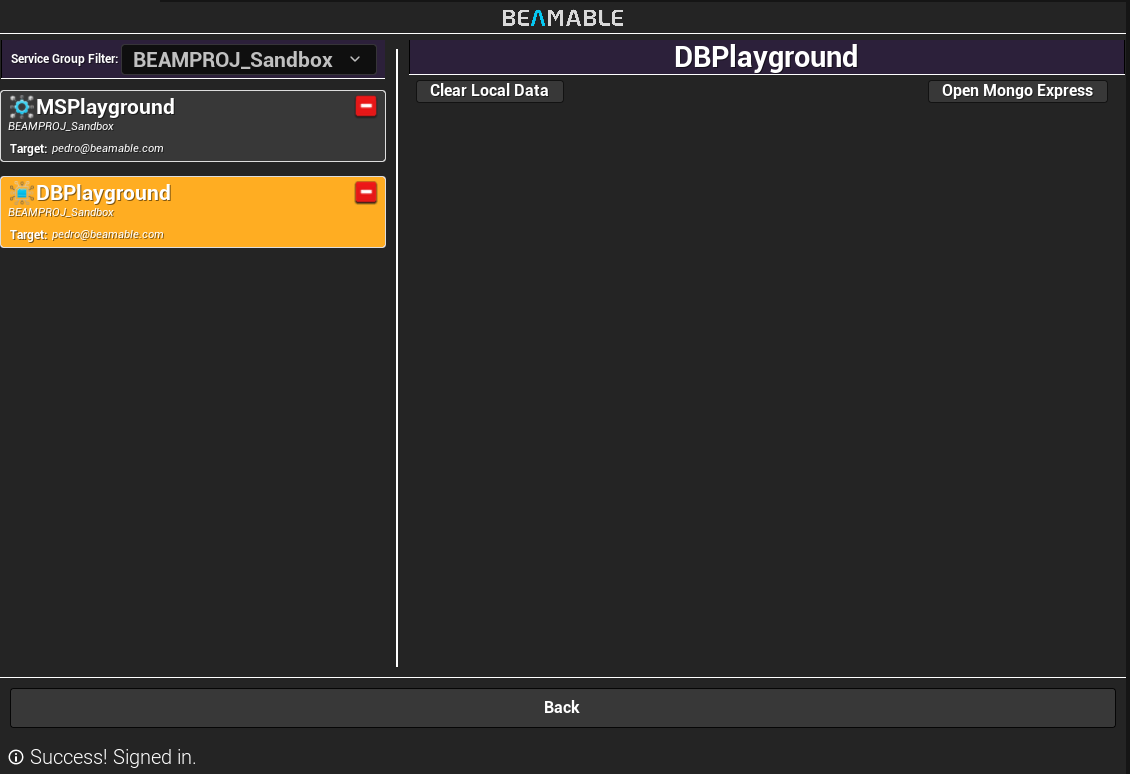 BEAMABLE
Service Group Filter: BEAMPROJ_Sandbox
MSPlayground
BEAMPROJ_Sandbox
Target: pedro@beamable.com
DBPlayground
BEAMPROJ_Sandbox
Target: pedro@beamable.com
DBPlayground
Clear Local Data
Open Mongo Express
Back
Success! Signed in.